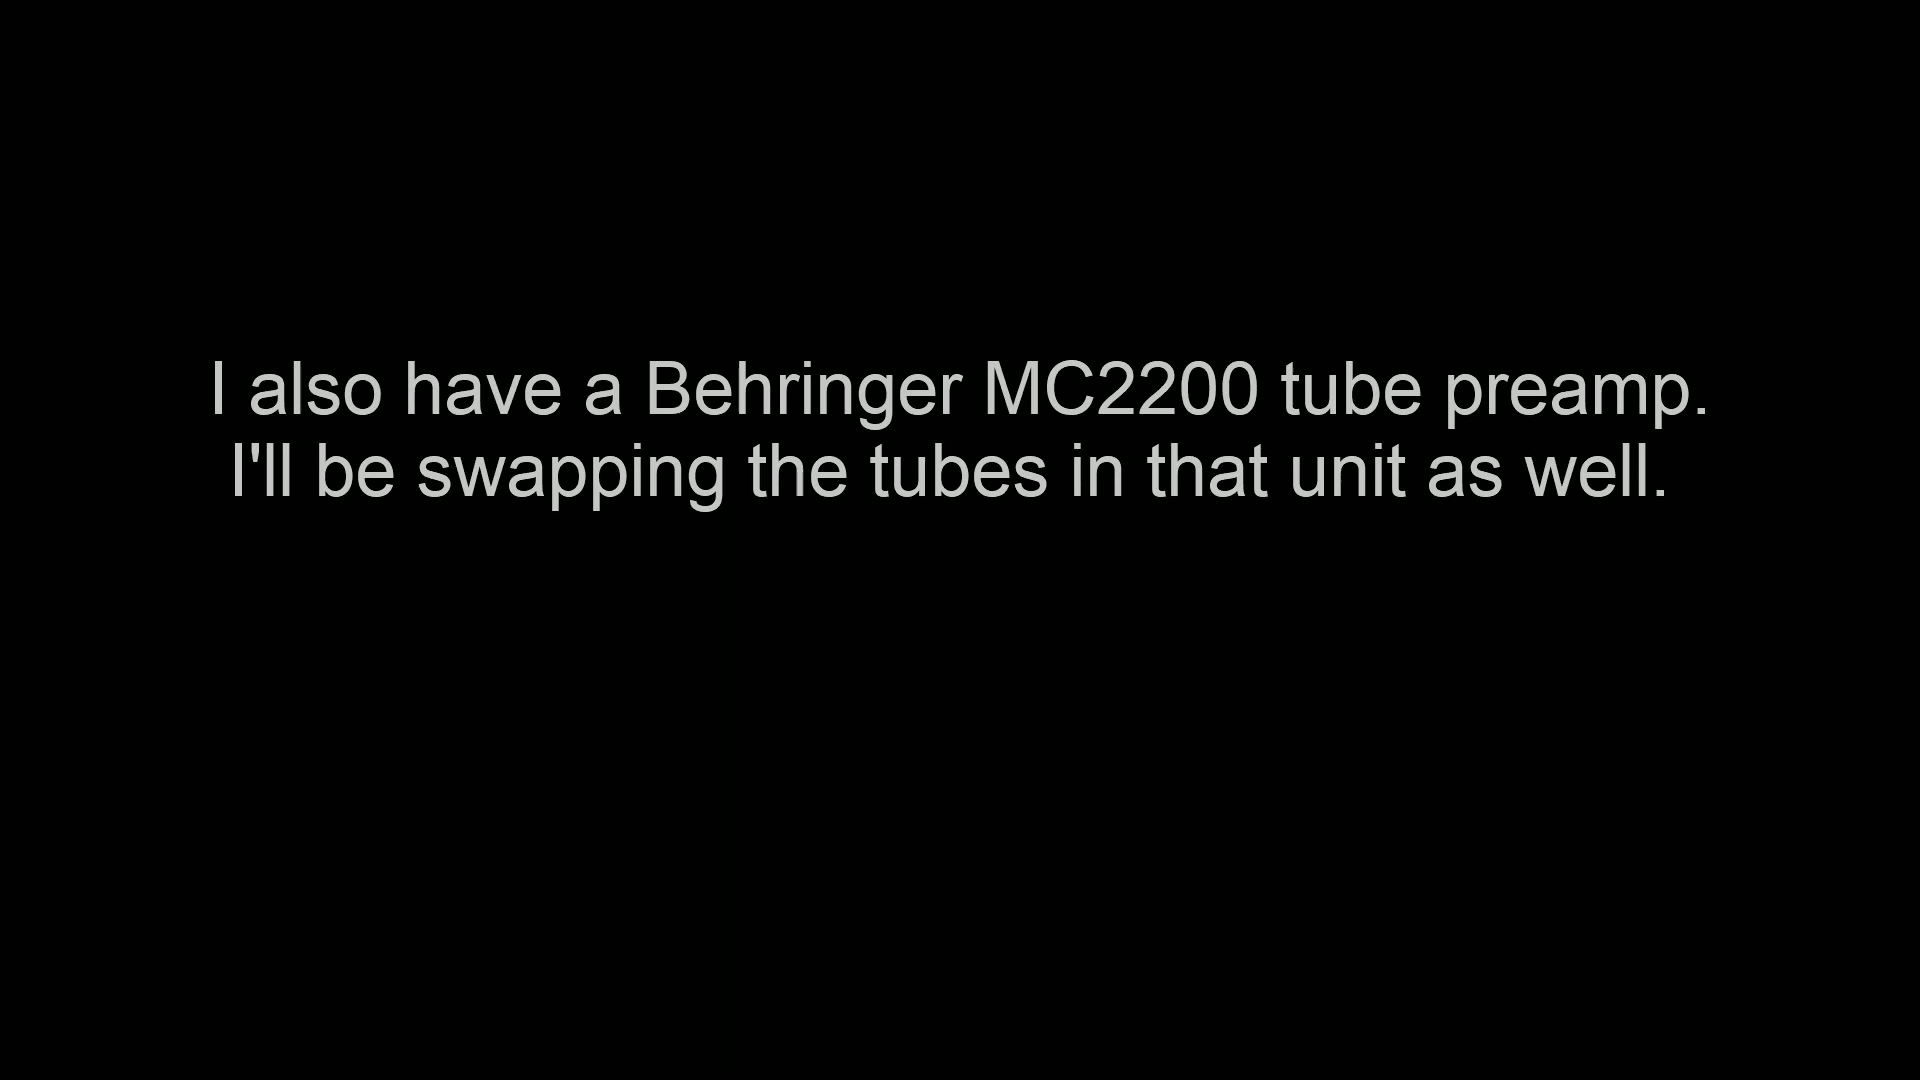 I also have a Behringer MC2200 tube preamp.
I'll be swapping the tubes in that unit as well.